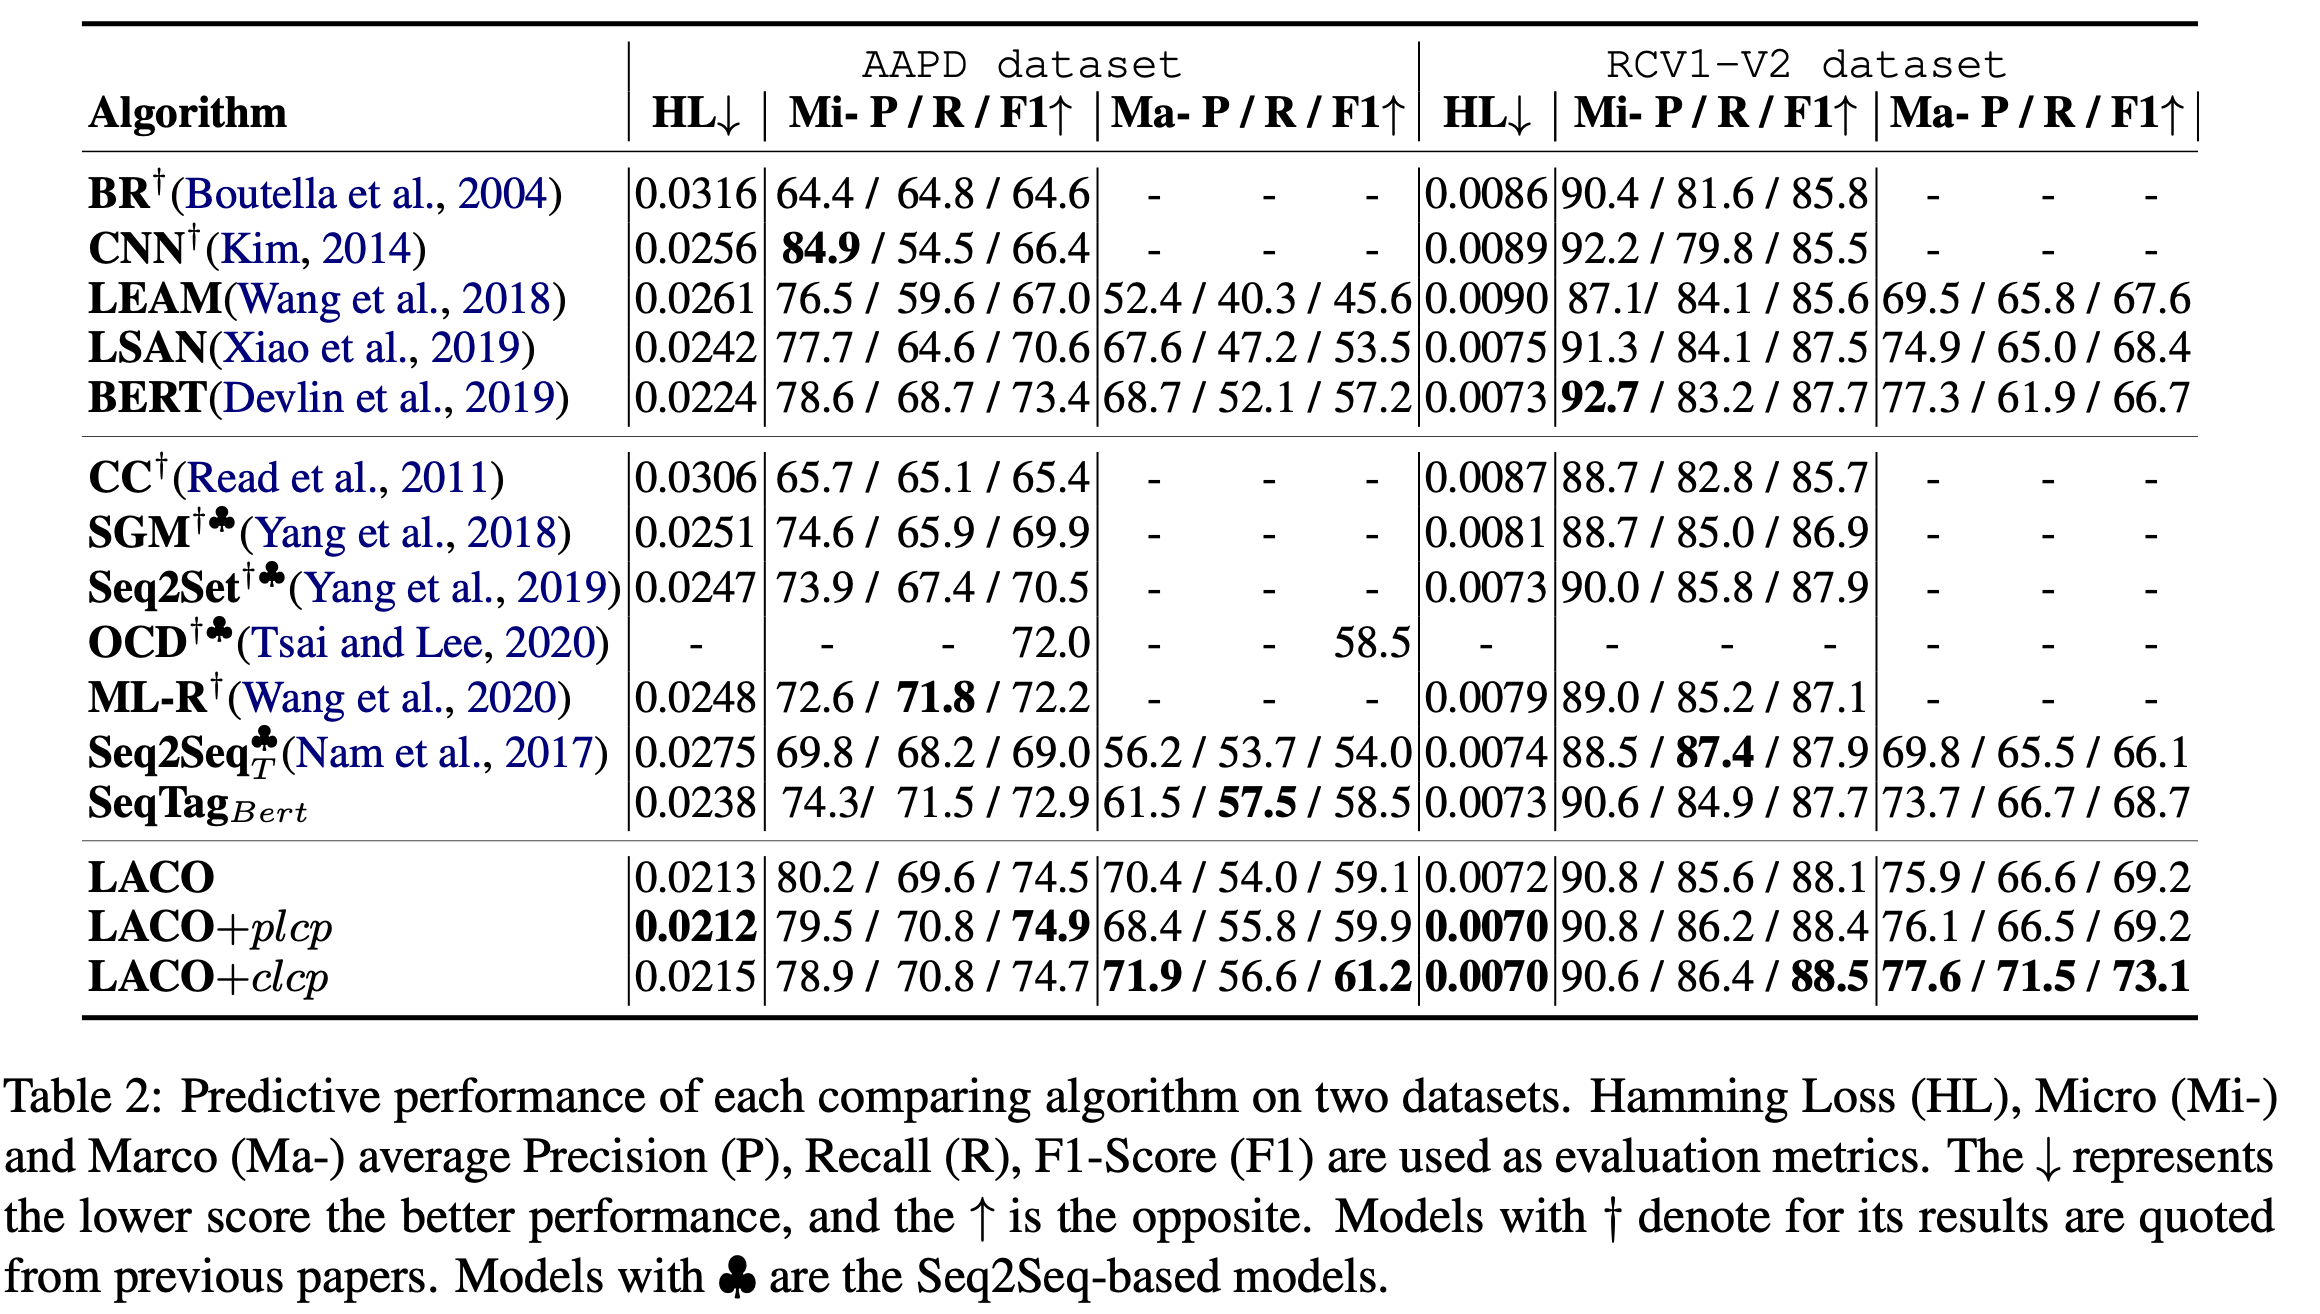 AAPD dataset RCV1-V2 dataset
Algorithm HL↓ Mi- P / R / F1↑ Ma- P / R / F1↑ HL↓ Mi- P / R / F1↑ Ma- P / R / F1↑
BR†(Boutella et al., 2004) 0.0316 64.4 / 64.8 / 64.6 - - - 0.0086 90.4 / 81.6 / 85.8 - - -
CNN†(Kim, 2014) 0.0256 84.9 / 54.5 / 66.4 - - - 0.0089 92.2 / 79.8 / 85.5 - - -
LEAM(Wang et al., 2018) 0.0261 76.5 / 59.6 / 67.0 52.4 / 40.3 / 45.6 0.0090 87.1/ 84.1 / 85.6 69.5 / 65.8 / 67.6
LSAN(Xiao et al., 2019) 0.0242 77.7 / 64.6 / 70.6 67.6 / 47.2 / 53.5 0.0075 91.3 / 84.1 / 87.5 74.9 / 65.0 / 68.4
BERT(Devlin et al., 2019) 0.0224 78.6 / 68.7 / 73.4 68.7 / 52.1 / 57.2 0.0073 92.7 / 83.2 / 87.7 77.3 / 61.9 / 66.7
CC†(Read et al., 2011) 0.0306 65.7 / 65.1 / 65.4 - - - 0.0087 88.7 / 82.8 / 85.7 - - -
SGM†♣(Yang et al., 2018) 0.0251 74.6 / 65.9 / 69.9 - - - 0.0081 88.7 / 85.0 / 86.9 - - -
Seq2Set†♣(Yang et al., 2019) 0.0247 73.9 / 67.4 / 70.5 - - - 0.0073 90.0 / 85.8 / 87.9 - - -
OCD†♣(Tsai and Lee, 2020) - - - 72.0 - - 58.5 - - - - - - -
ML-R†(Wang et al., 2020) 0.0248 72.6 / 71.8 / 72.2 - - - 0.0079 89.0 / 85.2 / 87.1 - - -
Seq2Seq♣T(Nam et al., 2017) 0.0275 69.8 / 68.2 / 69.0 56.2 / 53.7 / 54.0 0.0074 88.5 / 87.4 / 87.9 69.8 / 65.5 / 66.1
SeqTagBert 0.0238 74.3/ 71.5 / 72.9 61.5 / 57.5 / 58.5 0.0073 90.6 / 84.9 / 87.7 73.7 / 66.7 / 68.7
LACO 0.0213 80.2 / 69.6 / 74.5 70.4 / 54.0 / 59.1 0.0072 90.8 / 85.6 / 88.1 75.9 / 66.6 / 69.2
LACO+plcp 0.0212 79.5 / 70.8 / 74.9 68.4 / 55.8 / 59.9 0.0070 90.8 / 86.2 / 88.4 76.1 / 66.5 / 69.2
LACO+clcp 0.0215 78.9 / 70.8 / 74.7 71.9 / 56.6 / 61.2 0.0070 90.6 / 86.4 / 88.5 77.6 / 71.5 / 73.1
Table 2: Predictive performance of each comparing algorithm on two datasets. Hamming Loss (HL), Micro (Mi-)
and Marco (Ma-) average Precision (P), Recall (R), F1-Score (F1) are used as evaluation metrics. The ↓ represents
the lower score the better performance, and the ↑ is the opposite. Models with † denote for its results are quoted
from previous papers. Models with ♣ are the Seq2Seq-based models.